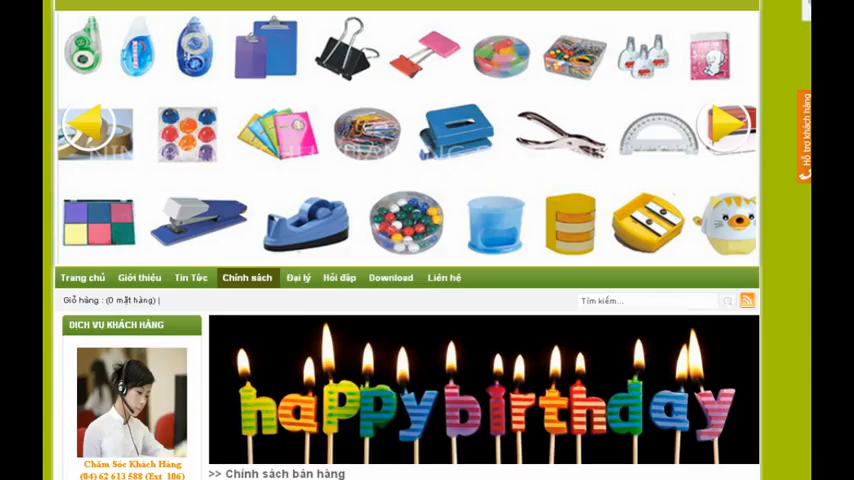 Hỗ trợ khách hàng
Trang chủ Giới thiệu Tin Tức Chính sách Đại lý Hỏi đáp Download Liên hệ
Giỏ hàng : (0 mặt hàng) |
Tìm kiếm...
DỊCH VỤ KHÁCH HÀNG
happy birthday
Chăm Sóc Khách Hàng
(04) 62 613 588 (Ext 106)
>> Chính sách bán hàng